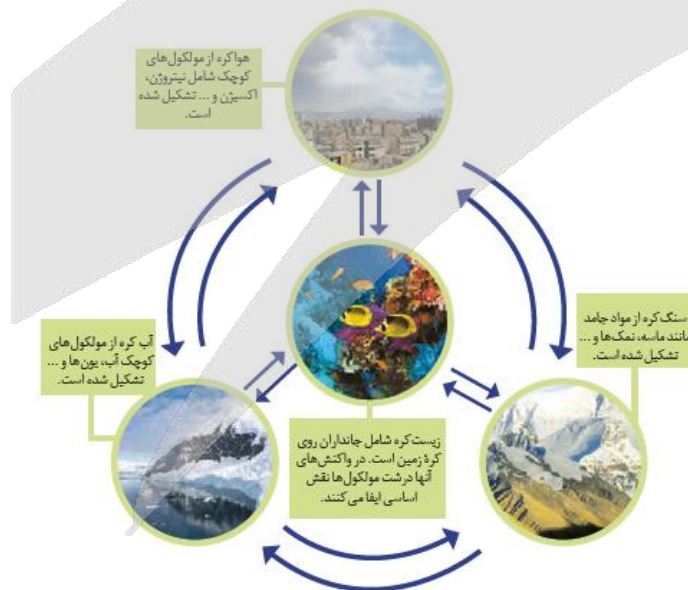 هواکره از مولکول‌های
کوچک شامل نیتروژن،
اکسیژن و ... تشکیل شده
است.
سنگ کره از مواد جامد
مانند ماسه، نمک‌ها و ...
تشکیل شده است.
آب کره از مولکول‌های
کوچک آب، یون‌ها و ...
تشکیل شده است.
زیست کره شامل جانداران روی
کرهٔ زمین است. در واکنش‌های
آنها درشت مولکول‌ها نقش
اساسی ایفا می‌کنند.